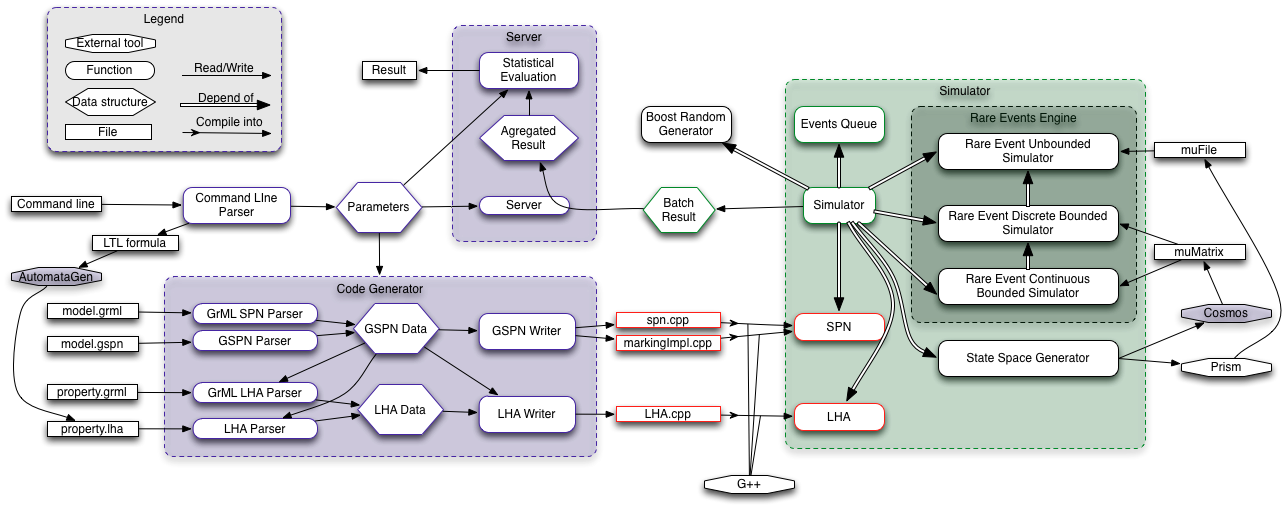 Legend
External tool
Function
Read/Write
Data structure
Depend of
File
Compile into
Server
Result
Statistical
Evaluation
Agregated
Result
Server
Command line
Command LIne
Parser
Parameters
LTL formula
AutomataGen
Code Generator
model.grml
GrML SPN Parser
GSPN Data
model.gspn
GSPN Parser
GSPN Writer
property.grml
GrML LHA Parser
LHA Data
LHA Writer
property.lha
LHA Parser
spn.cpp
markingImpl.cpp
LHA.cpp
G++
Boost Random
Generator
Batch
Result
Simulator
Events Queue
Simulator
Rare Events Engine
Rare Event Unbounded
Simulator
Rare Event Discrete Bounded
Simulator
Rare Event Continuous
Bounded Simulator
SPN
State Space Generator
LHA
muFile
muMatrix
Cosmos
Prism